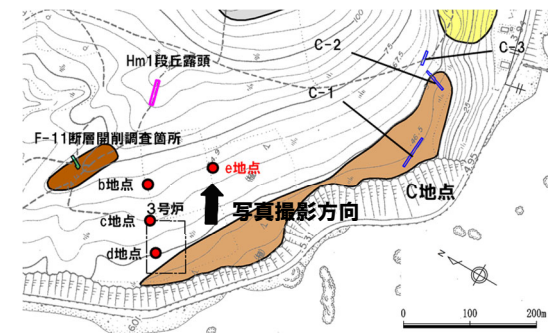 C-2
C-3
Hm1段丘露頭
C-1
F-11断層開削調査箇所
e地点
b地点
C地点
3号炉
c地点
写真撮影方向
d地点
N
0 100 200m